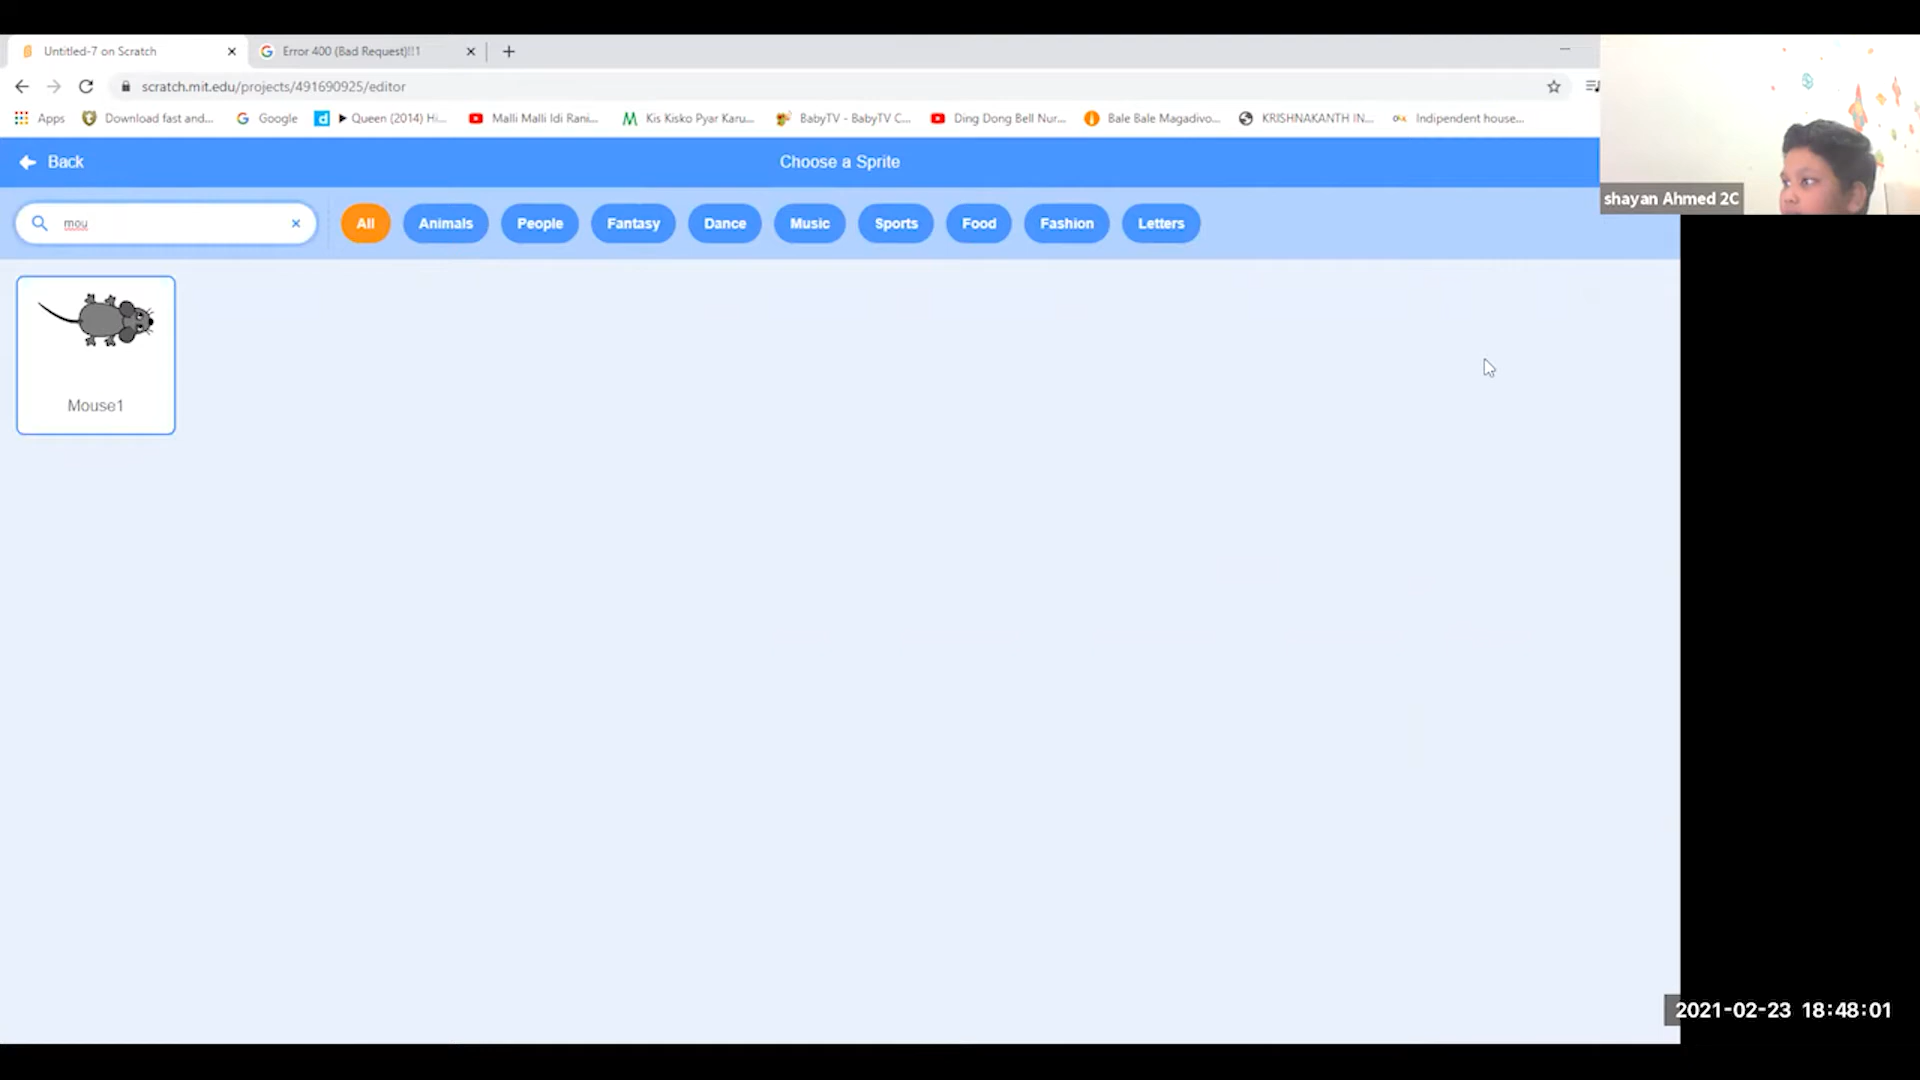 Untitled-7 on Scratch
Error 400 (Bad Request)!!1
scratch.mit.edu/projects/491690925/editor
Apps
Download fast and...
Google
Queen (2014) Hi...
Malli Malli Idi Rani...
Kis Kisko Pyar Karu...
BabyTV - BabyTV C...
Ding Dong Bell Nur...
Bale Bale Magadivo...
KRISHNAKANTH IN...
Indipendent house...
Back
Choose a Sprite
mou
All
Animals
People
Fantasy
Dance
Music
Sports
Food
Fashion
Letters
shayan Ahmed 2C
Mouse1
2021-02-23 18:48:01